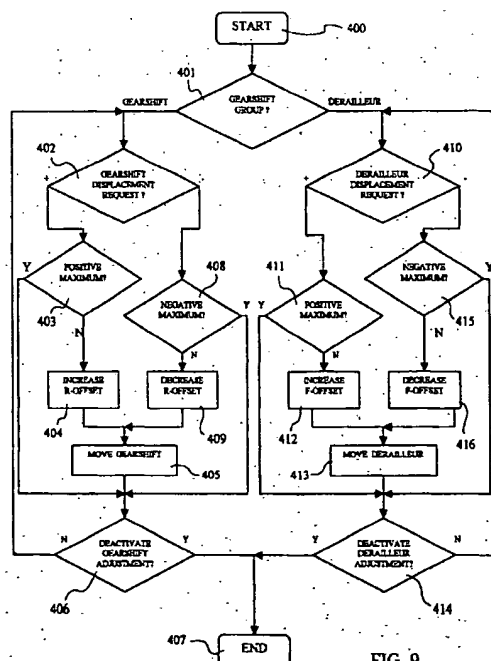 START
400
401
GEARSHIFT
GEARSHIFT
GROUP ?
DERAILLEUR
402
GEARSHIFT
DISPLACEMENT
REQUEST ?
+
-
410
DERAILLEUR
DISPLACEMENT
REQUEST ?
+
-
Y
POSITIVE
MAXIMUM?
403
N
408
NEGATIVE
MAXIMUM?
Y
N
411
Y
POSITIVE
MAXIMUM?
N
NEGATIVE
MAXIMUM?
Y
415
N
INCREASE
R-OFFSET
404
DECREASE
R-OFFSET
409
INCREASE
F-OFFSET
412
DECREASE
F-OFFSET
416
MOVE GEARSHIFT
405
MOVE DERAILLEUR
413
N
DEACTIVATE
GEARSHIFT
ADJUSTMENT?
Y
406
Y
DEACTIVATE
DERAILLEUR
ADJUSTMENT?
N
414
407
END
FIG. 9